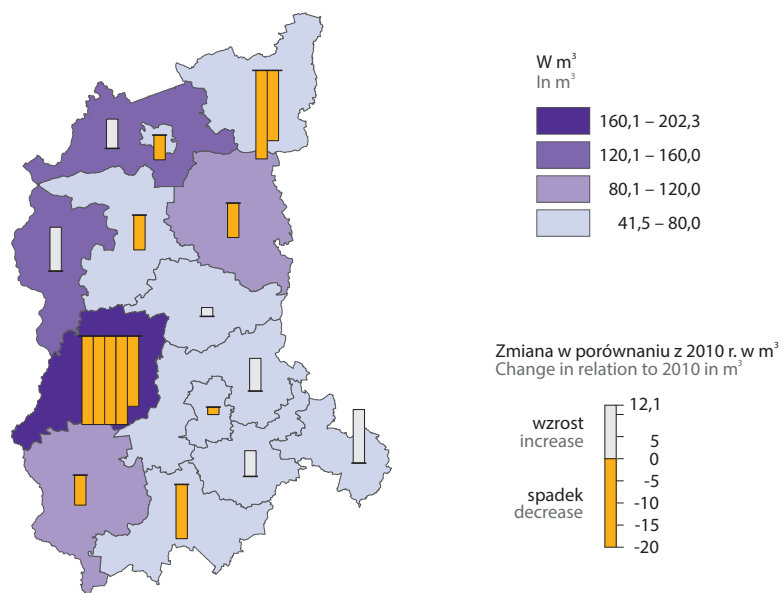 W m³
In m³
160,1 – 202,3
120,1 – 160,0
80,1 – 120,0
41,5 – 80,0
Zmiana w porównaniu z 2010 r. w m³
Change in relation to 2010 in m³
12,1
wzrost
increase
5
0
-5
spadek
decrease
-10
-15
-20